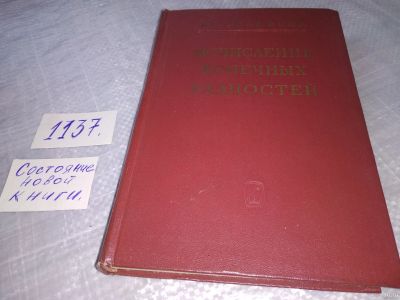 ИСЧИСЛЕНИЕ
КОНЕЧНЫХ
РАЗНОСТЕЙ
1137.
Состояние
новой
книги.